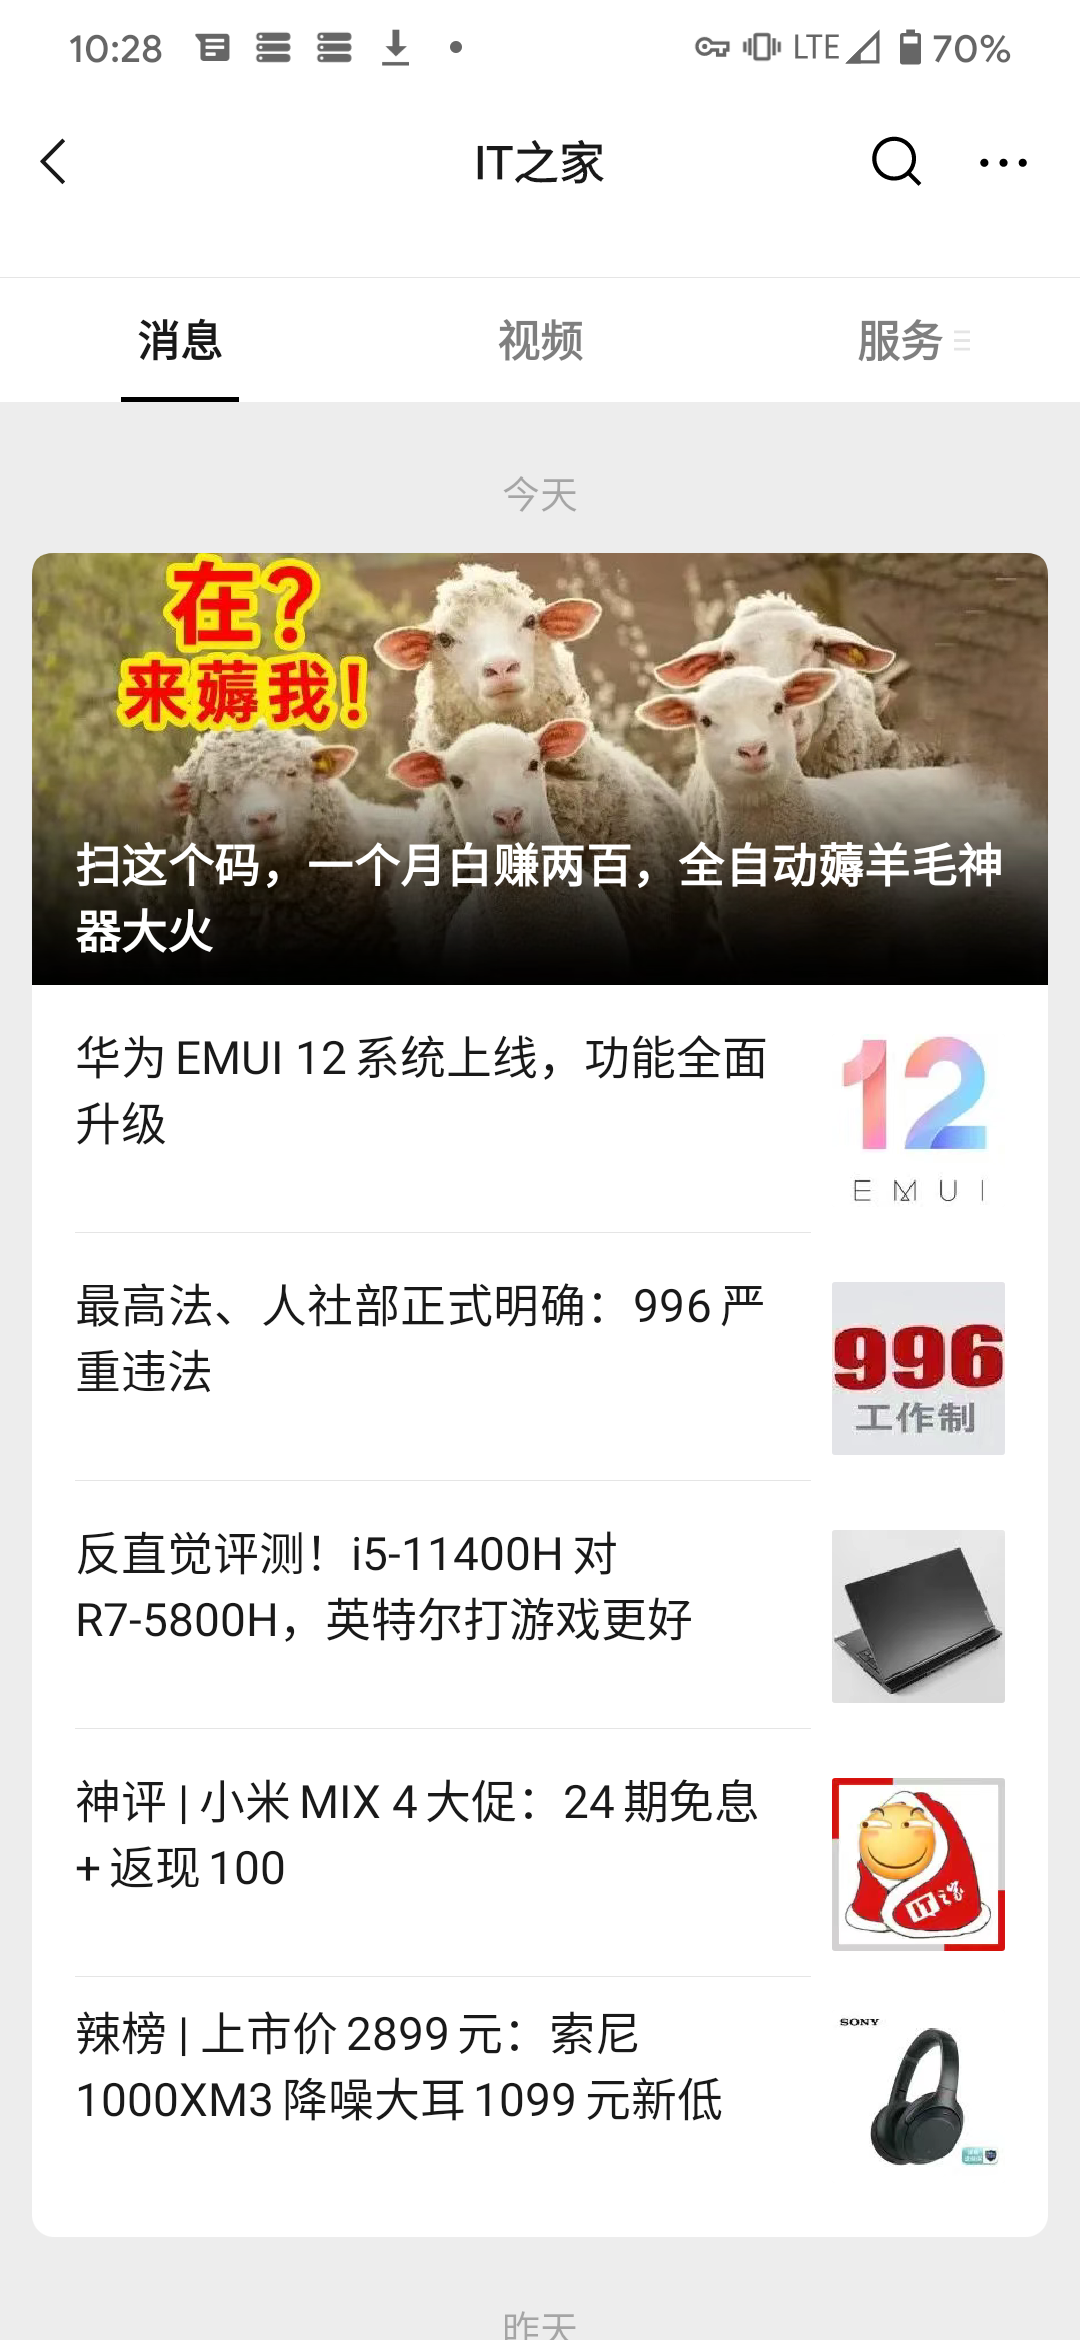 10:28
LTE
70%
IT之家
消息
视频
服务
今天
在?
来薅我!
扫这个码，一个月白赚两百，全自动薅羊毛神
器大火
华为 EMUI 12 系统上线，功能全面
升级
12
EMUI
最高法、人社部正式明确：996 严
重违法
996
工作制
反直觉评测！i5-11400H 对
R7-5800H，英特尔打游戏更好
神评 | 小米 MIX 4 大促：24 期免息
+ 返现 100
IT之家
辣榜 | 上市价 2899 元：索尼
1000XM3 降噪大耳 1099 元新低
SONY
昨天